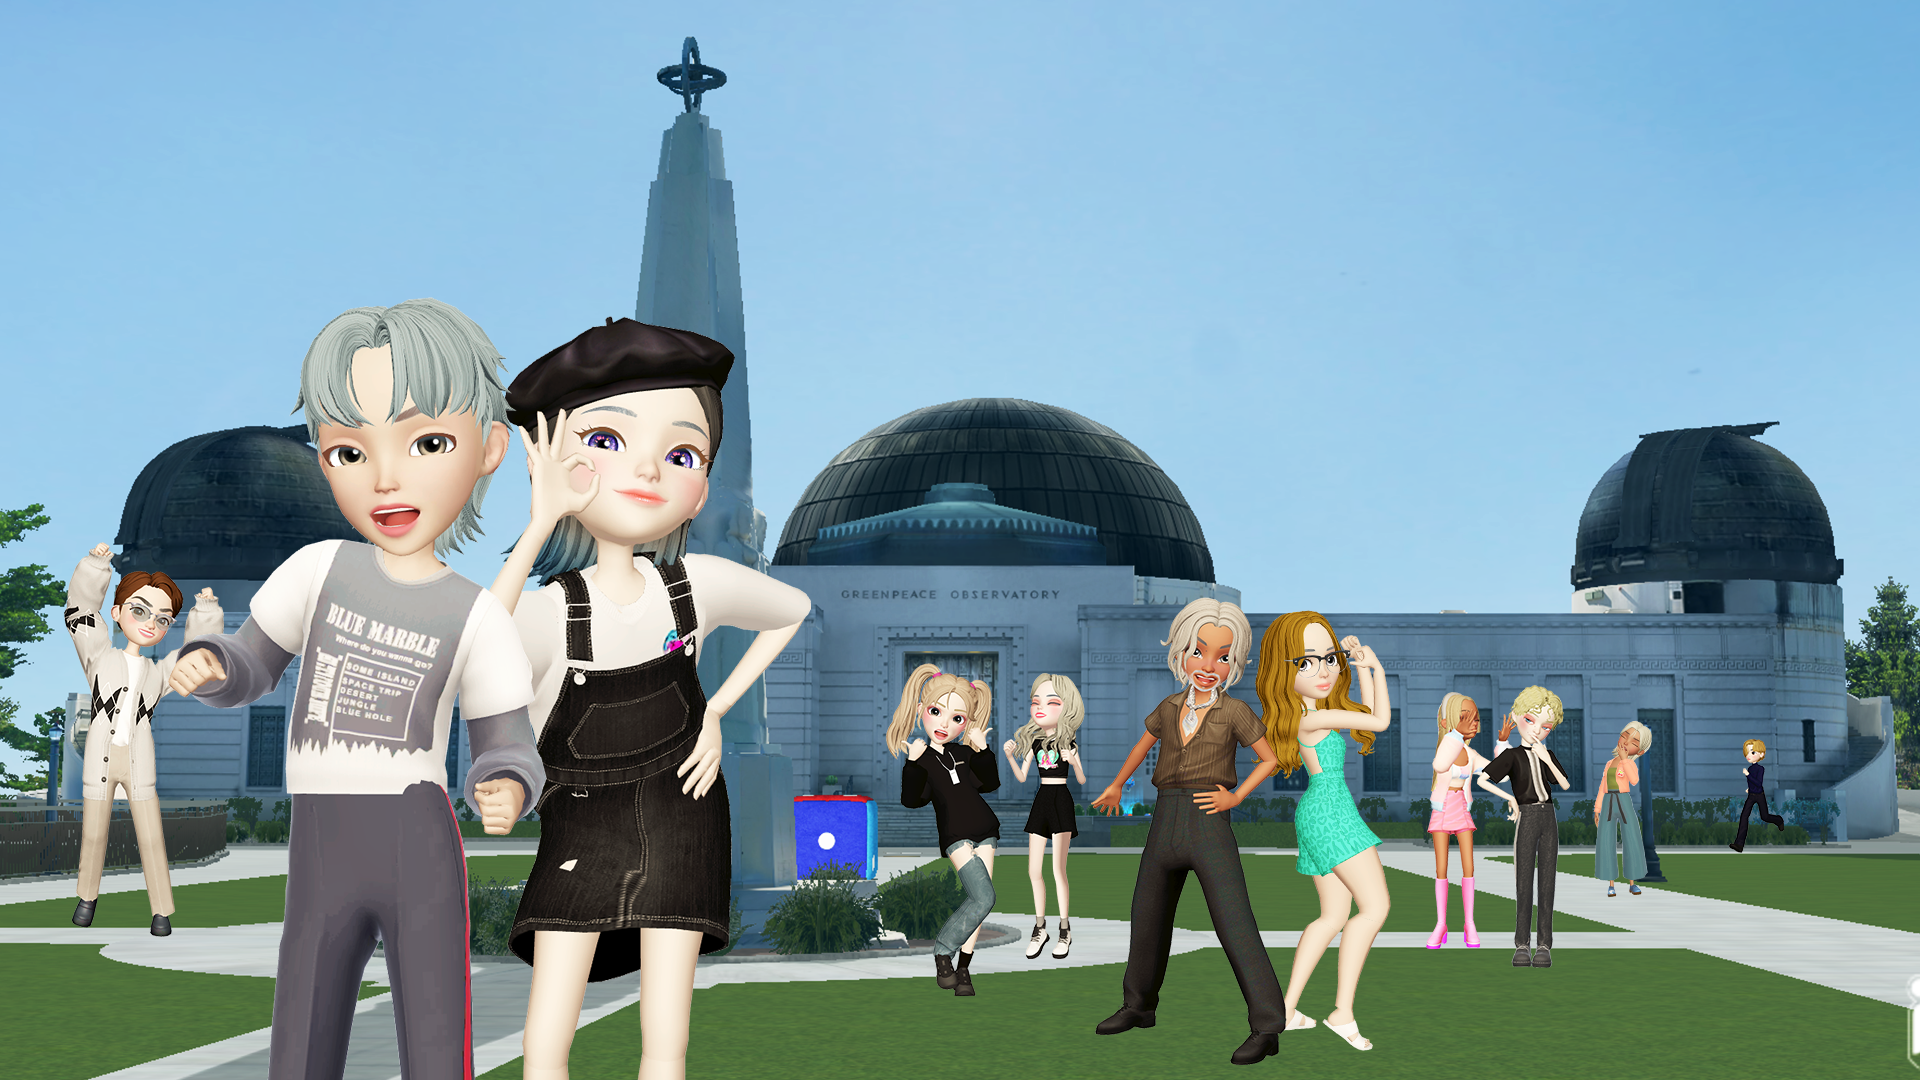 GREENPEACE OBSERVATORY
BLUE MARBLE
Where do you wanna go?
SOME ISLAND
SPACE TRIP
DESERT
JUNGLE
BLUE HOLE